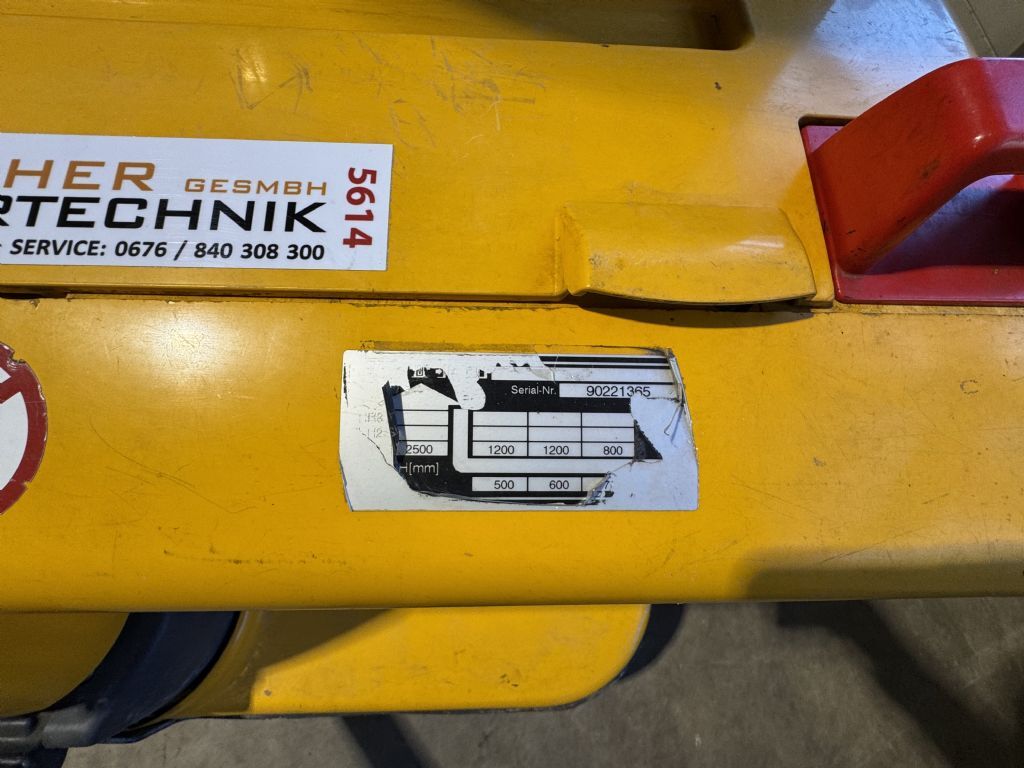 HER GESMBH
RTECHNIK
SERVICE: 0676 / 840 308 300
5614
Serial-Nr. 90221365
2500 1200 1200 800
H[mm] 500 600